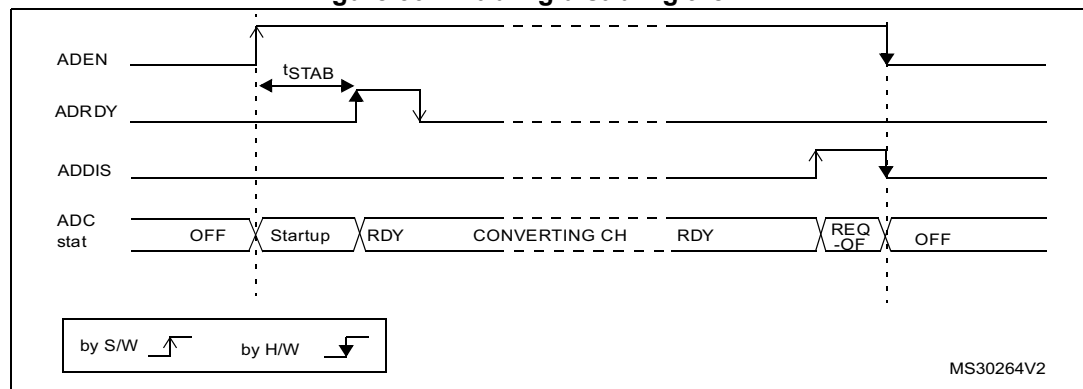 ADEN
tSTAB
ADRDY
ADDIS
ADC
stat
OFF
Startup
RDY
CONVERTING CH
RDY
REQ
-OF
OFF
by S/W
by H/W
MS30264V2